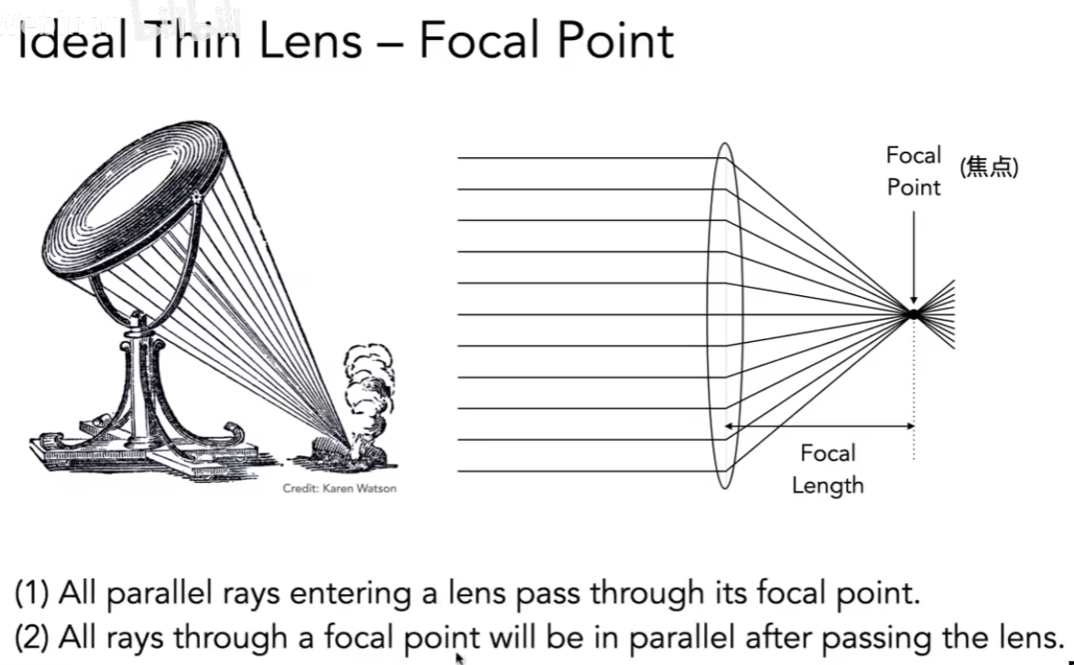 Ideal Thin Lens – Focal Point
Focal
Point
(焦点)
Focal
Length
Credit: Karen Watson
(1) All parallel rays entering a lens pass through its focal point.
(2) All rays through a focal point will be in parallel after passing the lens.